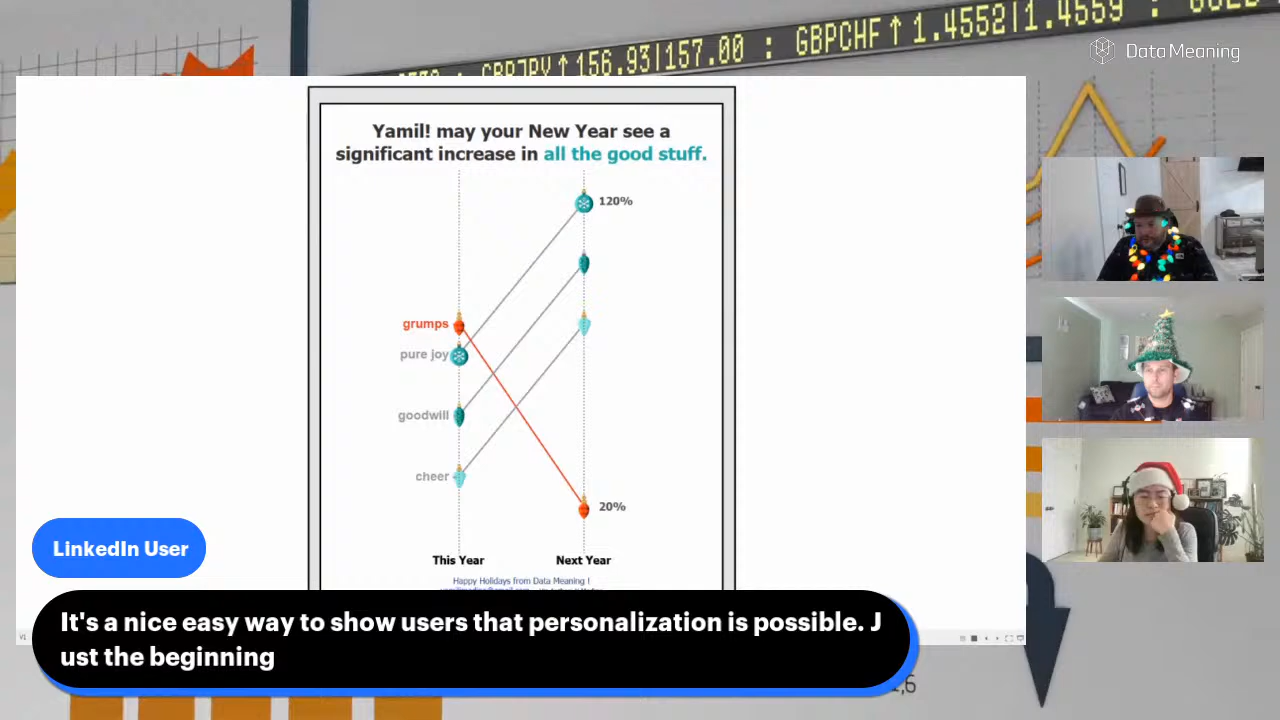 GBPJPY↑156.93|157.00 : GBPCHF↑1.4552|1.4559 :
Data Meaning
Yamil! may your New Year see a
significant increase in all the good stuff.
120%
grumps
pure joy
goodwill
cheer
20%
This Year
Next Year
Happy Holidays from Data Meaning !
LinkedIn User
It's a nice easy way to show users that personalization is possible. J
ust the beginning